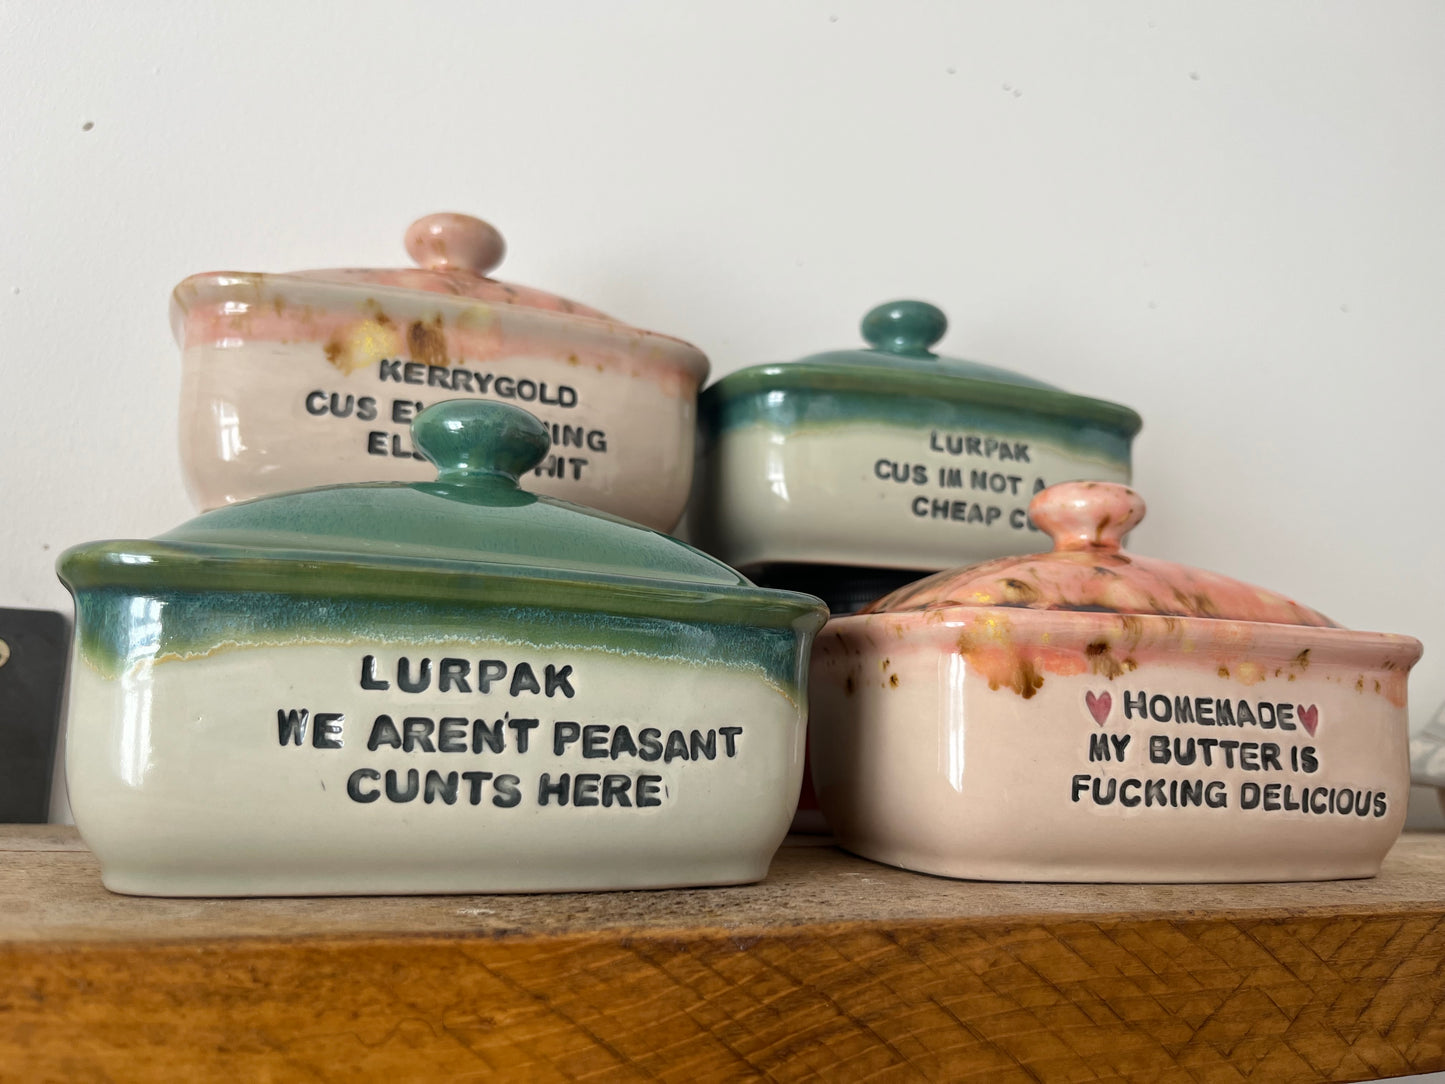 KERRYGOLD
CUS
LURPAK
CUS IM NOT A
CHEAP
LURPAK
WE AREN'T PEASANT
CUNTS HERE
HOMEMADE
MY BUTTER IS
FUCKING DELICIOUS